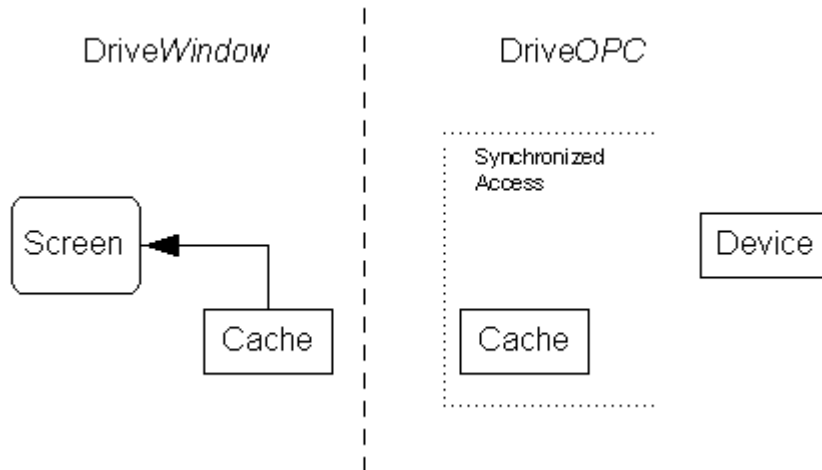 DriveWindow
DriveOPC
Synchronized
Access
Screen
Device
Cache
Cache